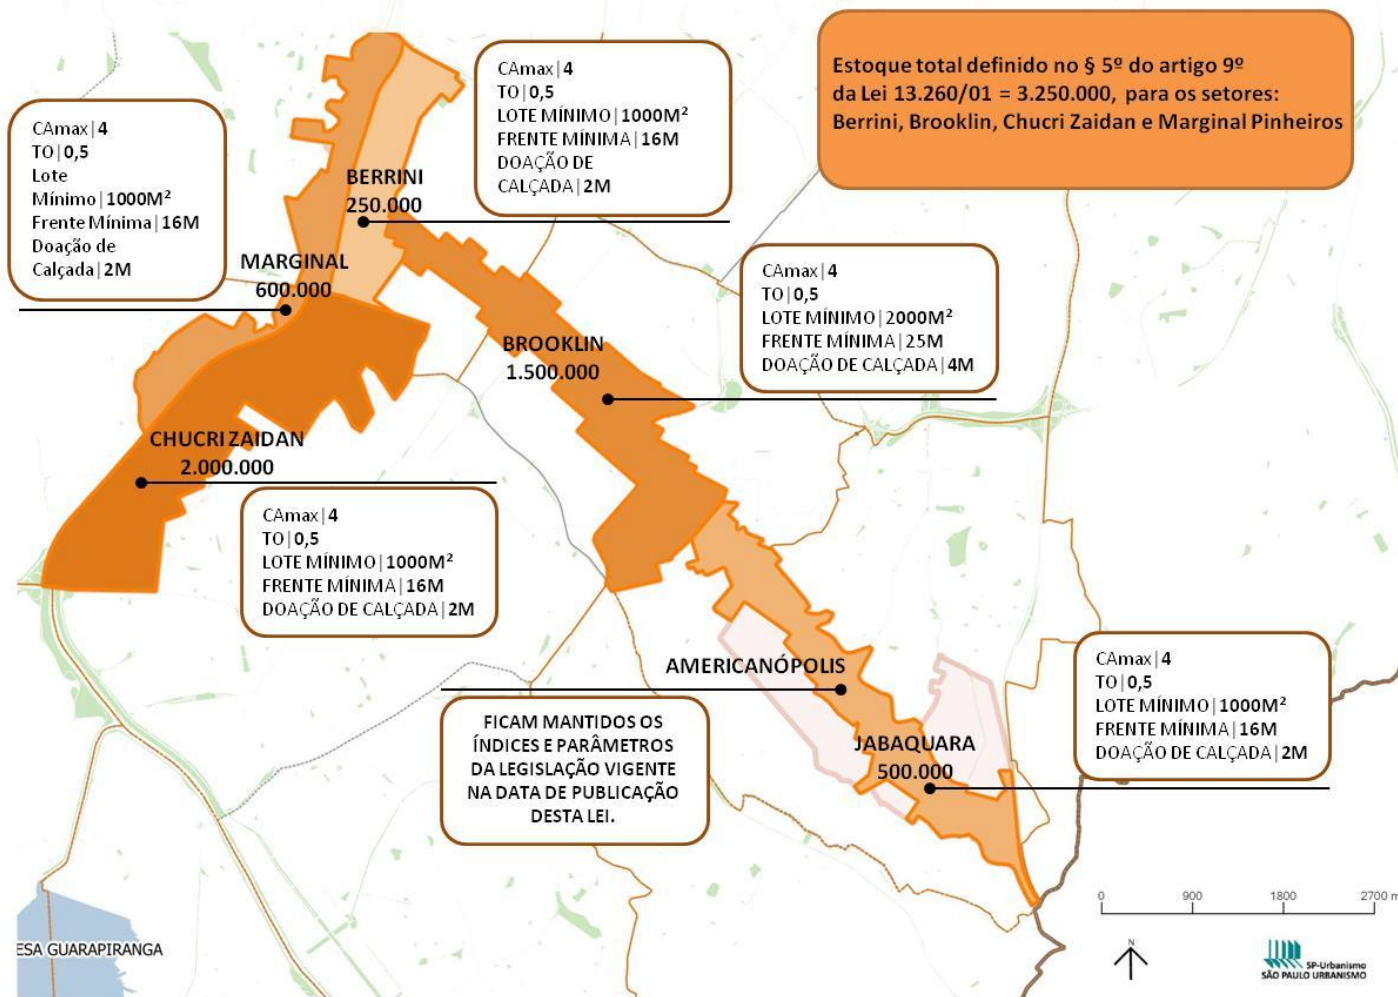 Estoque total definido no § 5º do artigo 9º
da Lei 13.260/01 = 3.250.000, para os setores:
Berrini, Brooklin, Chucri Zaidan e Marginal Pinheiros
CAmax|4
TO|0,5
LOTE MÍNIMO|1000M²
FRENTE MÍNIMA|16M
DOAÇÃO DE
CALÇADA|2M
CAmax|4
TO|0,5
Lote
Mínimo|1000M²
Frente Mínima|16M
Doação de
Calçada|2M
BERRINI
250.000
MARGINAL
600.000
CAmax|4
TO|0,5
LOTE MÍNIMO|2000M²
FRENTE MÍNIMA|25M
DOAÇÃO DE CALÇADA|4M
BROOKLIN
1.500.000
CHUCRI ZAIDAN
2.000.000
CAmax|4
TO|0,5
LOTE MÍNIMO|1000M²
FRENTE MÍNIMA|16M
DOAÇÃO DE CALÇADA|2M
AMERICANÓPOLIS
FICAM MANTIDOS OS
ÍNDICES E PARÂMETROS
DA LEGISLAÇÃO VIGENTE
NA DATA DE PUBLICAÇÃO
DESTA LEI.
CAmax|4
TO|0,5
LOTE MÍNIMO|1000M²
FRENTE MÍNIMA|16M
DOAÇÃO DE CALÇADA|2M
JABAQUARA
500.000
0 900 1800 2700 m
N
ESA GUARAPIRANGA
SP-Urbanismo
SÃO PAULO URBANISMO